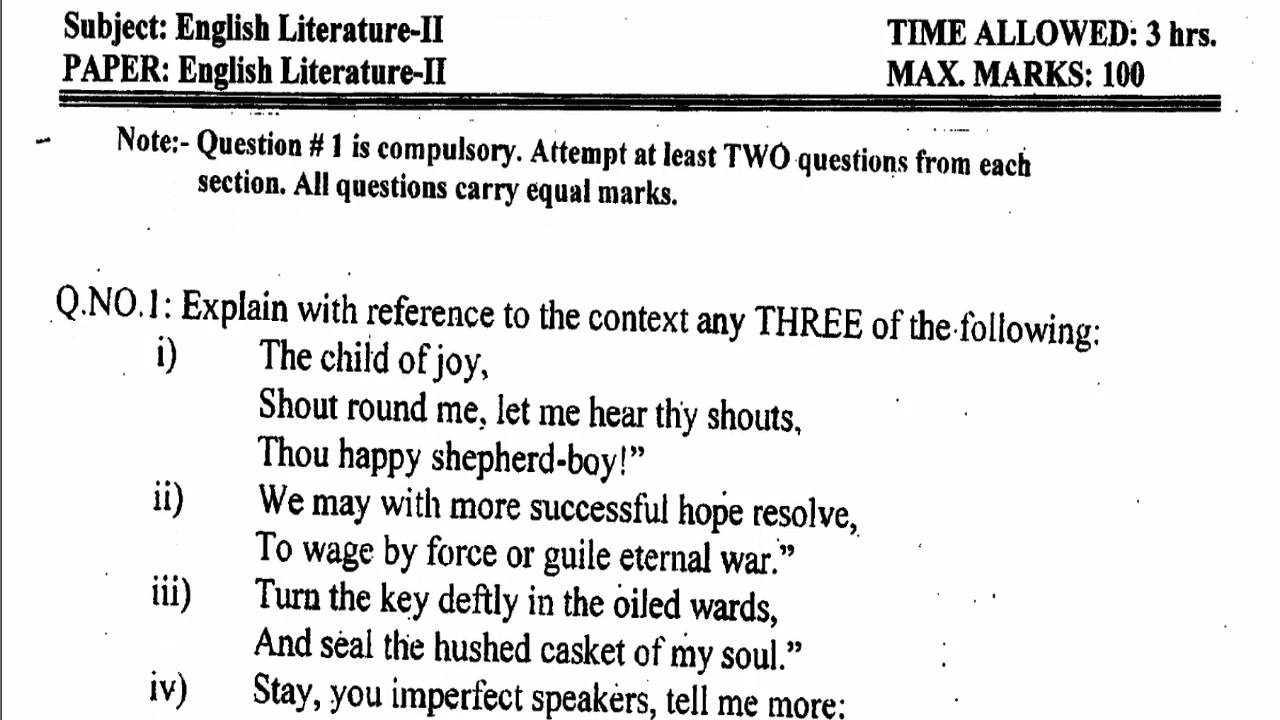 Subject: English Literature-II
TIME ALLOWED: 3 hrs.
PAPER: English Literature-II
MAX. MARKS: 100
Note:- Question # 1 is compulsory. Attempt at least TWO questions from each
section. All questions carry equal marks.
Q.NO.1: Explain with reference to the context any THREE of the following:
i) The child of joy,
Shout round me, let me hear thy shouts,
Thou happy shepherd-boy!”
ii) We may with more successful hope resolve,
To wage by force or guile eternal war.”
iii) Turn the key deftly in the oiled wards,
And seal the hushed casket of my soul.”
iv) Stay, you imperfect speakers, tell me more: